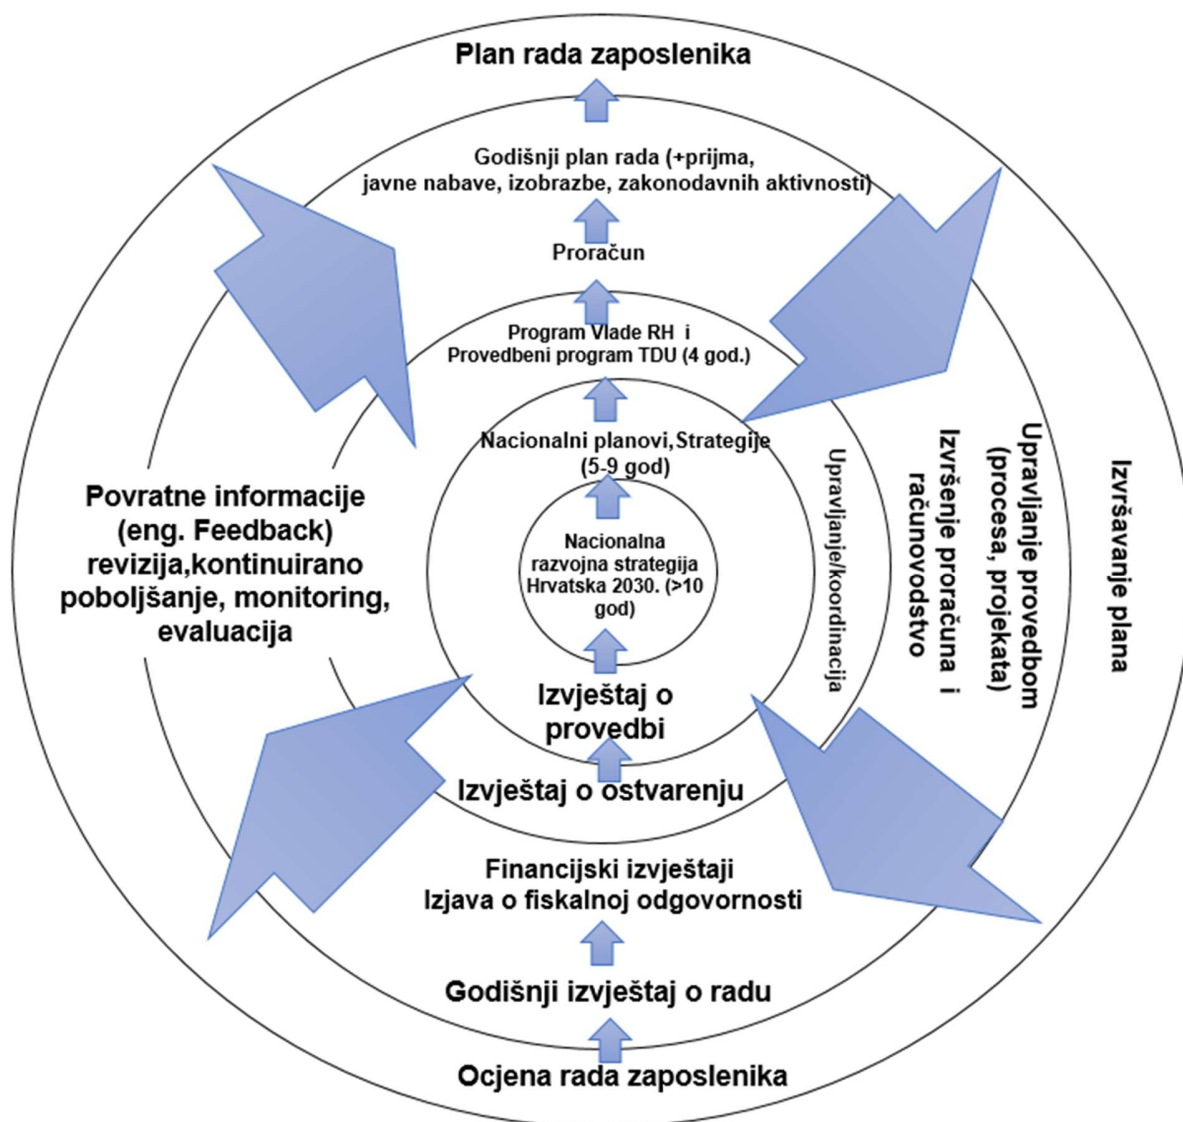 Plan rada zaposlenika
Godišnji plan rada (+prijma,
javne nabave, izobrazbe, zakonodavnih aktivnosti)
Proračun
Program Vlade RH i
Provedbeni program TDU (4 god.)
Nacionalni planovi,Strategije
(5-9 god)
Nacionalna
razvojna strategija
Hrvatska 2030. (>10
god)
Povratne informacije
(eng. Feedback)
revizija,kontinuirano
poboljšanje, monitoring,
evaluacija
Upravljanje/koordinacija
Upravljanje provedbom
(procesa, projekata)
Izvršenje proračuna i
računovodstvo
Izvršavanje plana
Izvještaj o
provedbi
Izvještaj o ostvarenju
Financijski izvještaji
Izjava o fiskalnoj odgovornosti
Godišnji izvještaj o radu
Ocjena rada zaposlenika